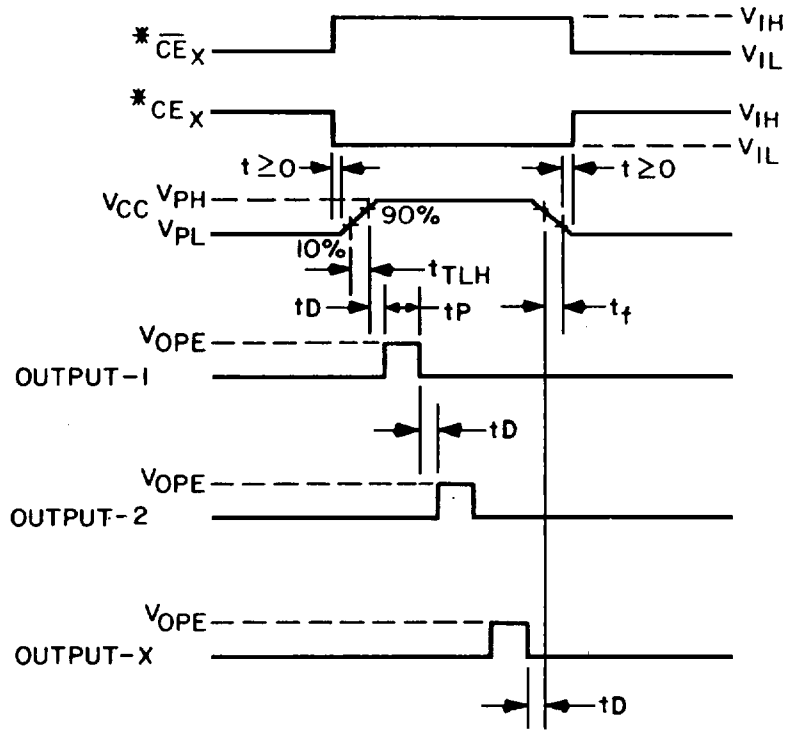 VIH
*CEX
VIL
*CEX
VIH
VIL
t≥0
t≥0
VCC
VPH
90%
VPL
10%
tTLH
tD
tP
tf
VOPE
OUTPUT-1
tD
VOPE
OUTPUT-2
VOPE
OUTPUT-X
tD